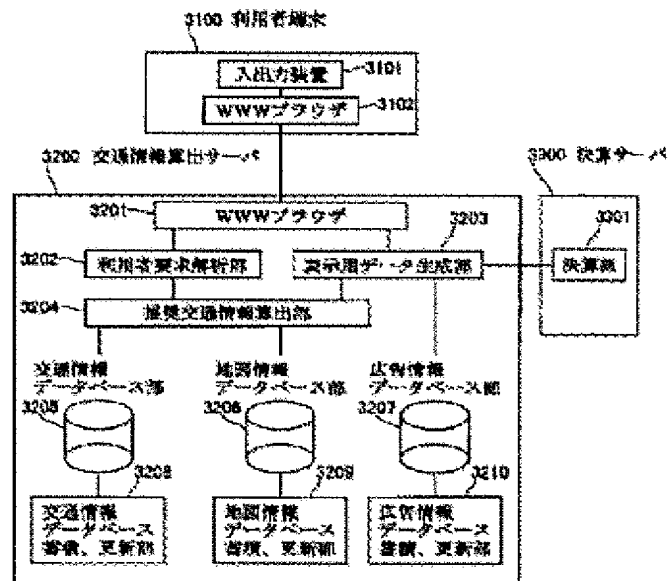 3100 利用者端末
入出力装置
3101
WWWブラウザ
3102
3200 交通情報算出サーバ
3300 決算サーバ
3201
WWWブラウザ
3203
3301
3202
利用者要求解析部
表示用データ生成部
決算部
3204
推奨交通情報算出部
交通情報
データベース部
地図情報
データベース部
広告情報
データベース部
3205
3206
3207
3208
3209
3210
交通情報
データベース
蓄積、更新部
地図情報
データベース
蓄積、更新部
広告情報
データベース
蓄積、更新部